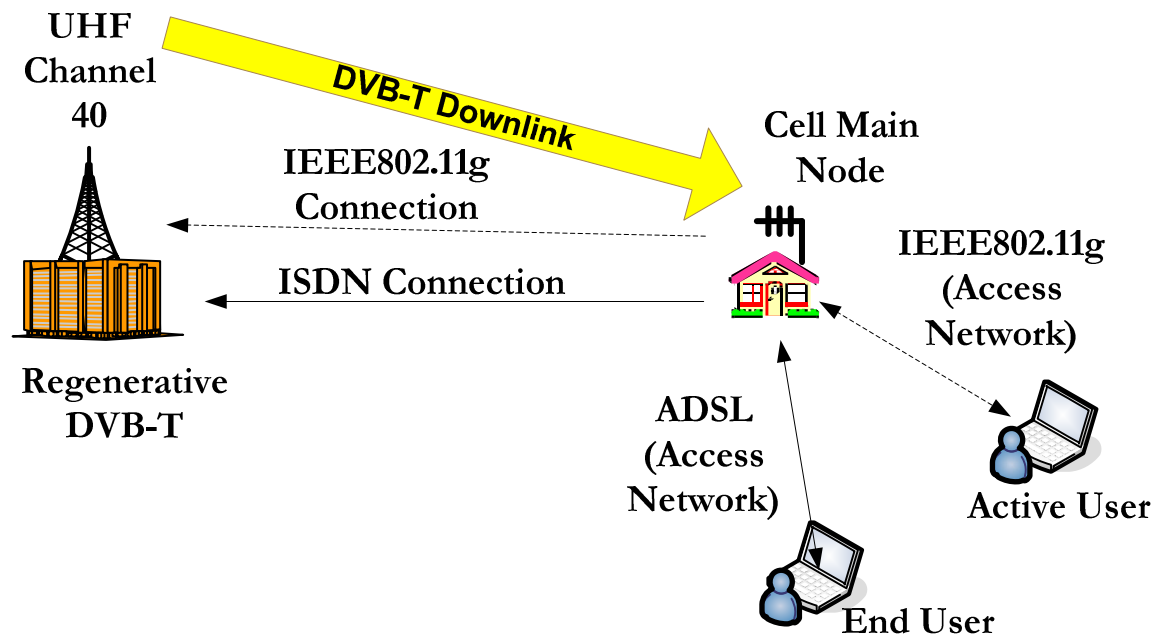 UHF
Channel
40
DVB-T Downlink
Cell Main
Node
IEEE802.11g
Connection
IEEE802.11g
(Access
Network)
ISDN Connection
Regenerative
DVB-T
ADSL
(Access
Network)
Active User
End User